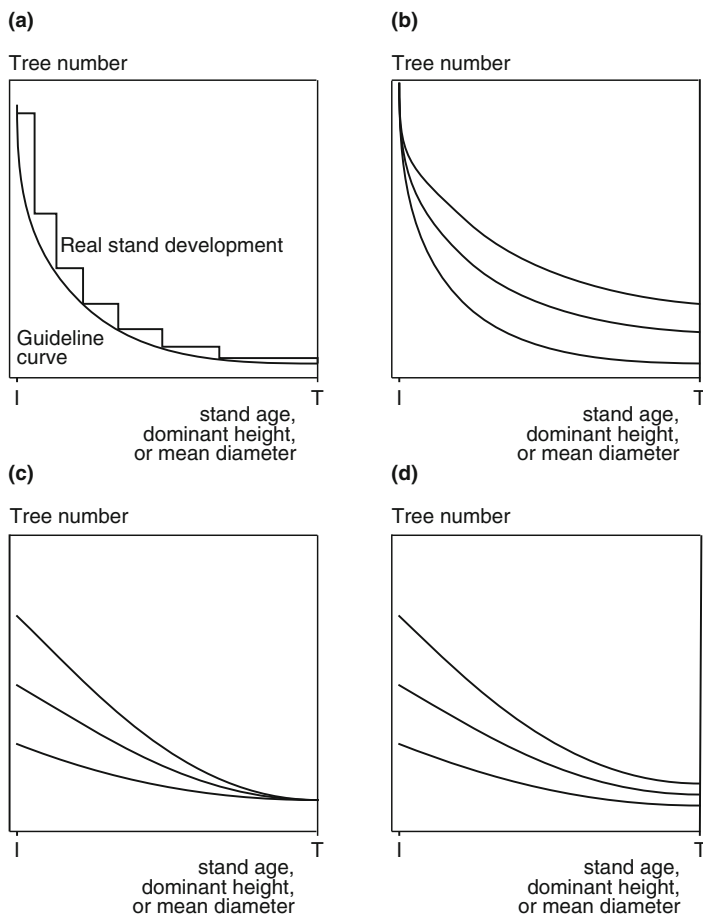 (a)
Tree number
Real stand development
Guideline
curve
I
T
stand age,
dominant height,
or mean diameter
(b)
Tree number
I
T
stand age,
dominant height,
or mean diameter
(c)
Tree number
I
T
stand age,
dominant height,
or mean diameter
(d)
Tree number
I
T
stand age,
dominant height,
or mean diameter